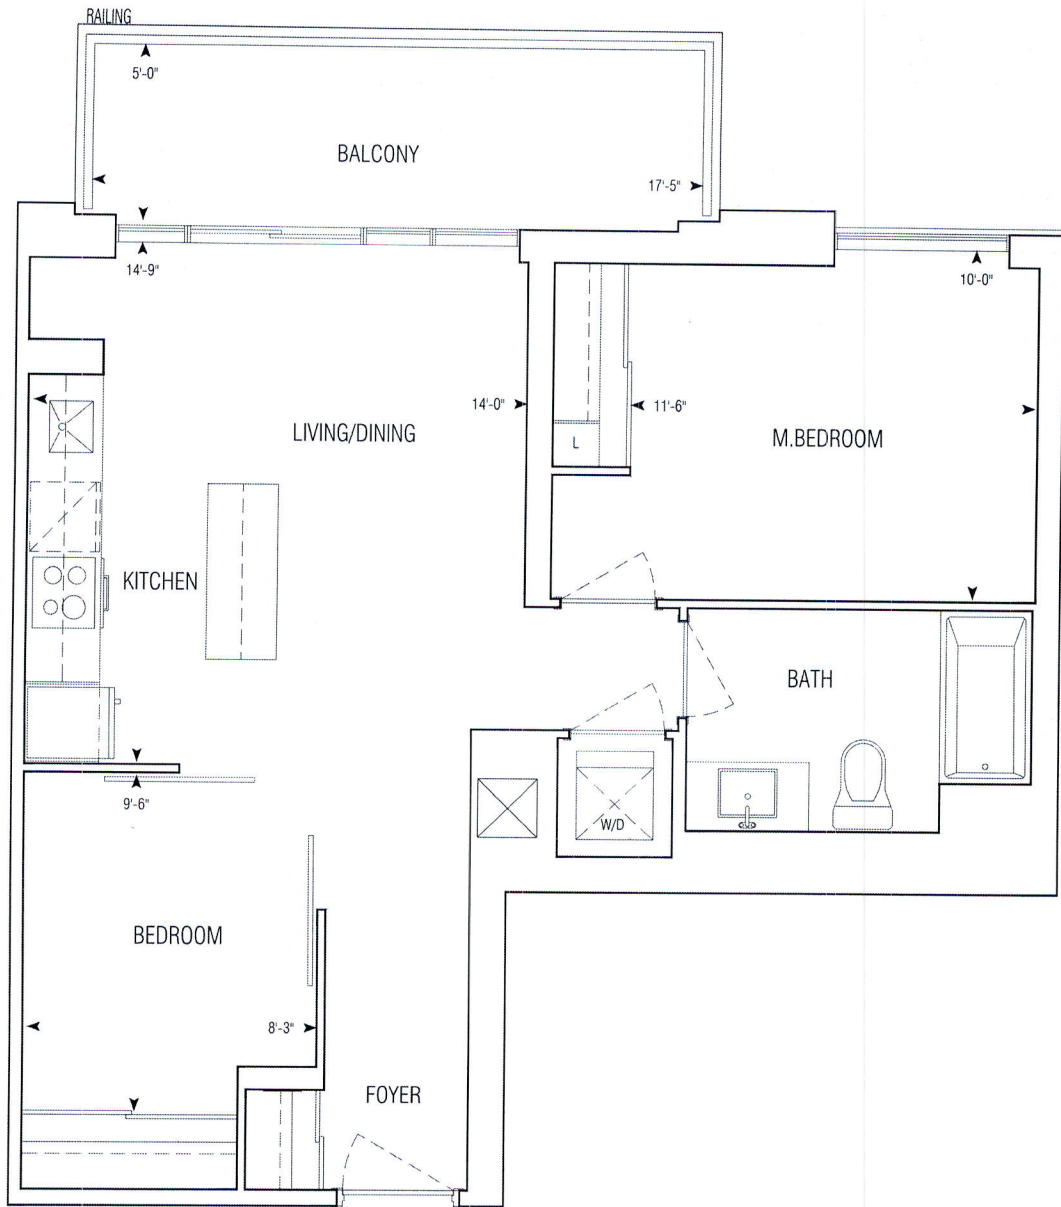 RAILING
5'-0"
BALCONY
17'-5"
14'-9"
10'-0"
14'-0"
11'-6"
LIVING/DINING
M.BEDROOM
L
KITCHEN
BATH
9'-6"
W/D
BEDROOM
8'-3"
FOYER